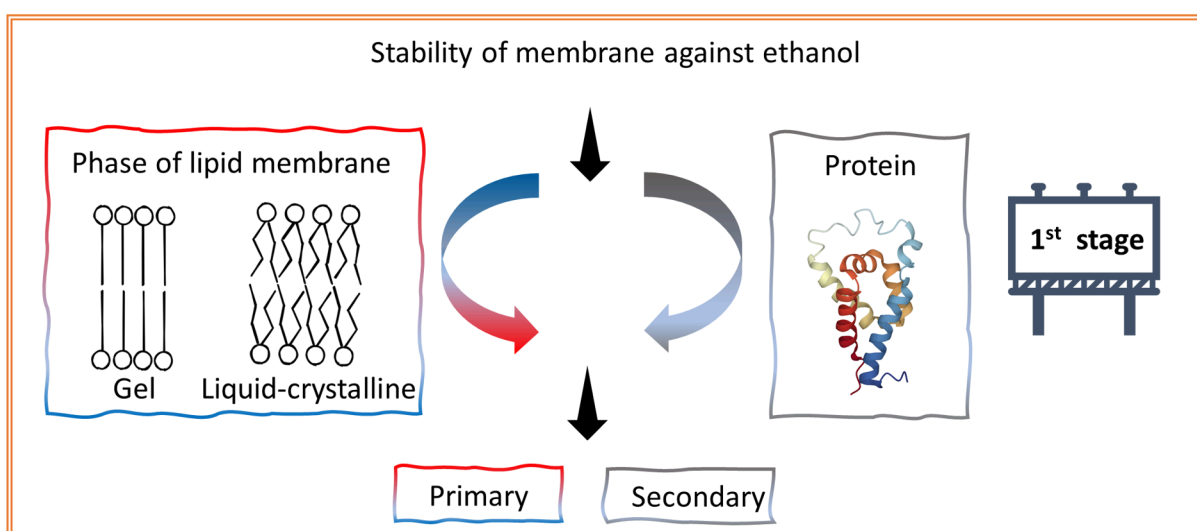 Stability of membrane against ethanol
Phase of lipid membrane
Gel
Liquid-crystalline
Protein
1st stage
Primary
Secondary